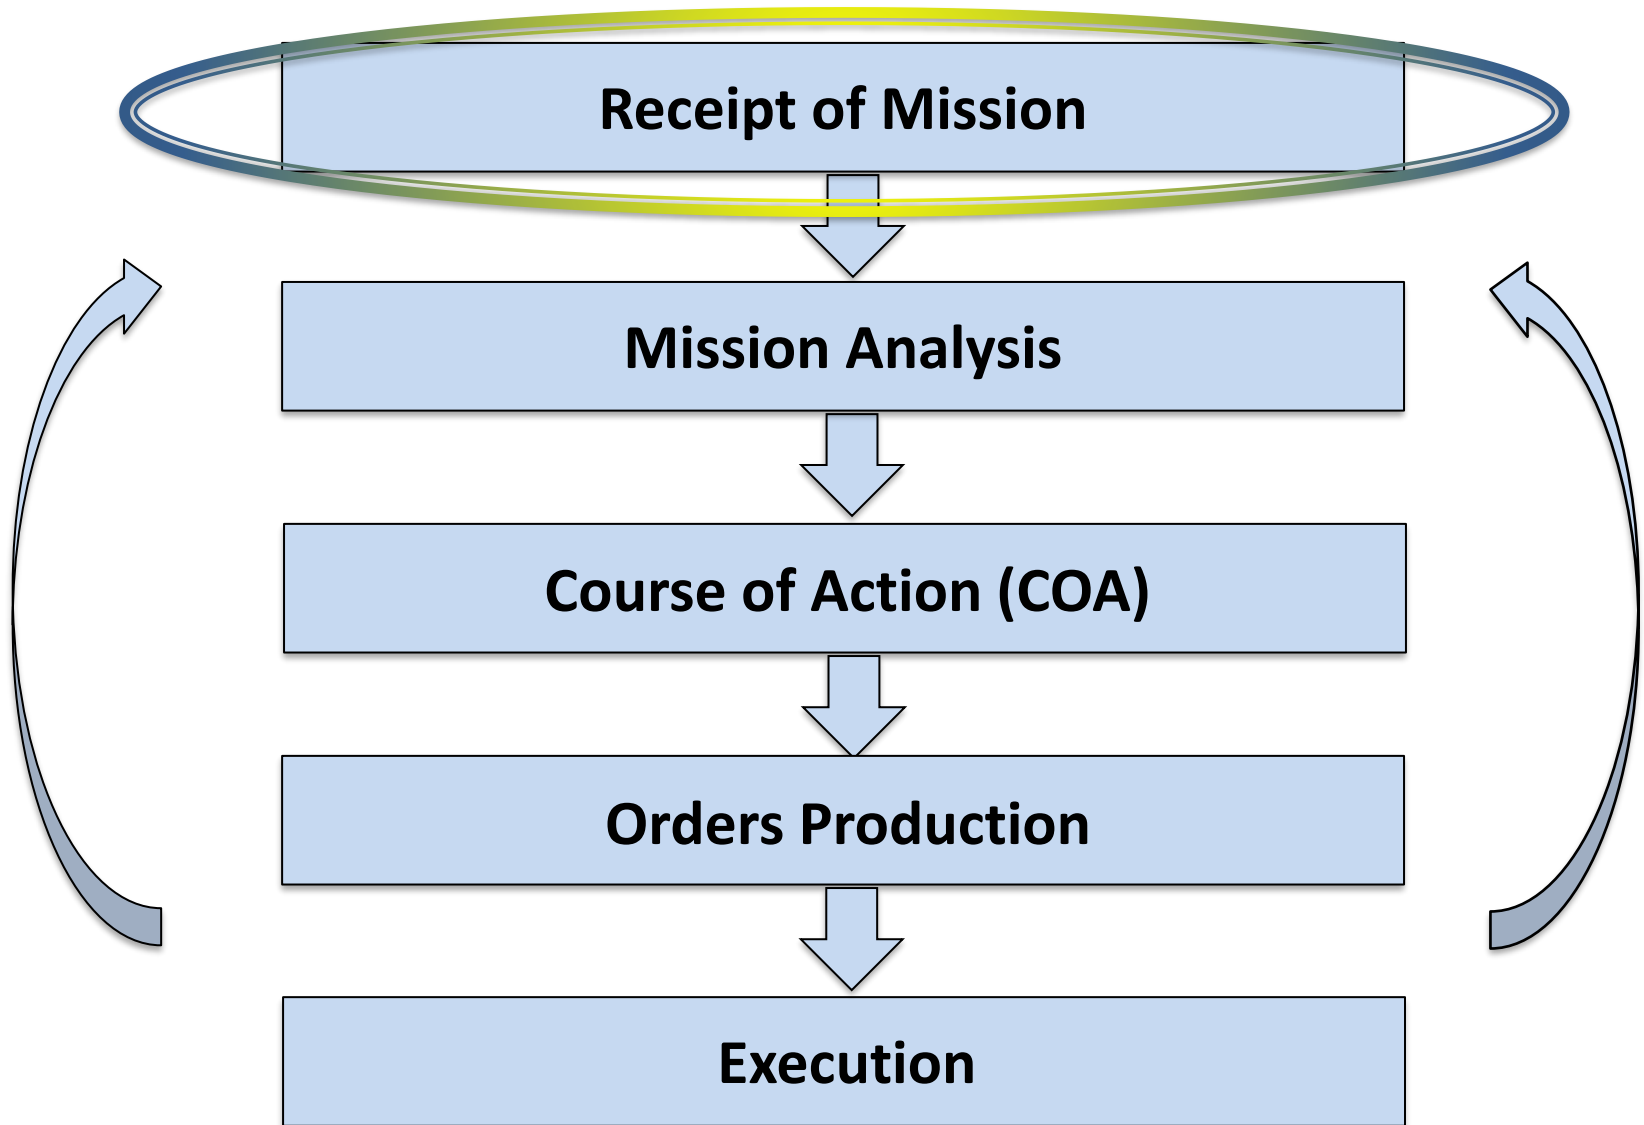 Receipt of Mission
Mission Analysis
Course of Action (COA)
Orders Production
Execution